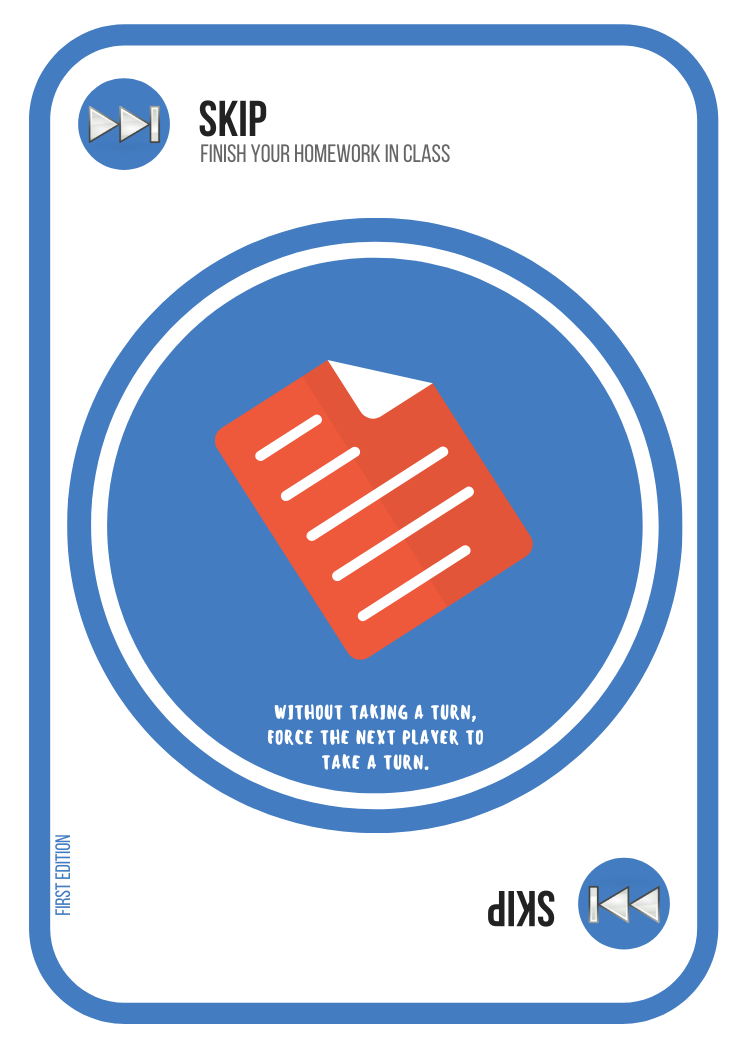 SKIP
FINISH YOUR HOMEWORK IN CLASS
WITHOUT TAKING A TURN,
FORCE THE NEXT PLAYER TO
TAKE A TURN.
FIRST EDITION
SKIP